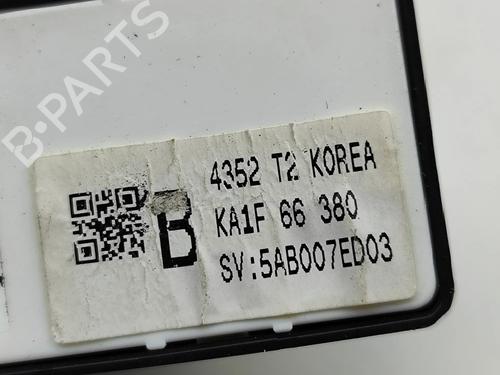 B-PARTS
4352 T2 KOREA
B
KA1F 66 380
SV:5AB007ED03